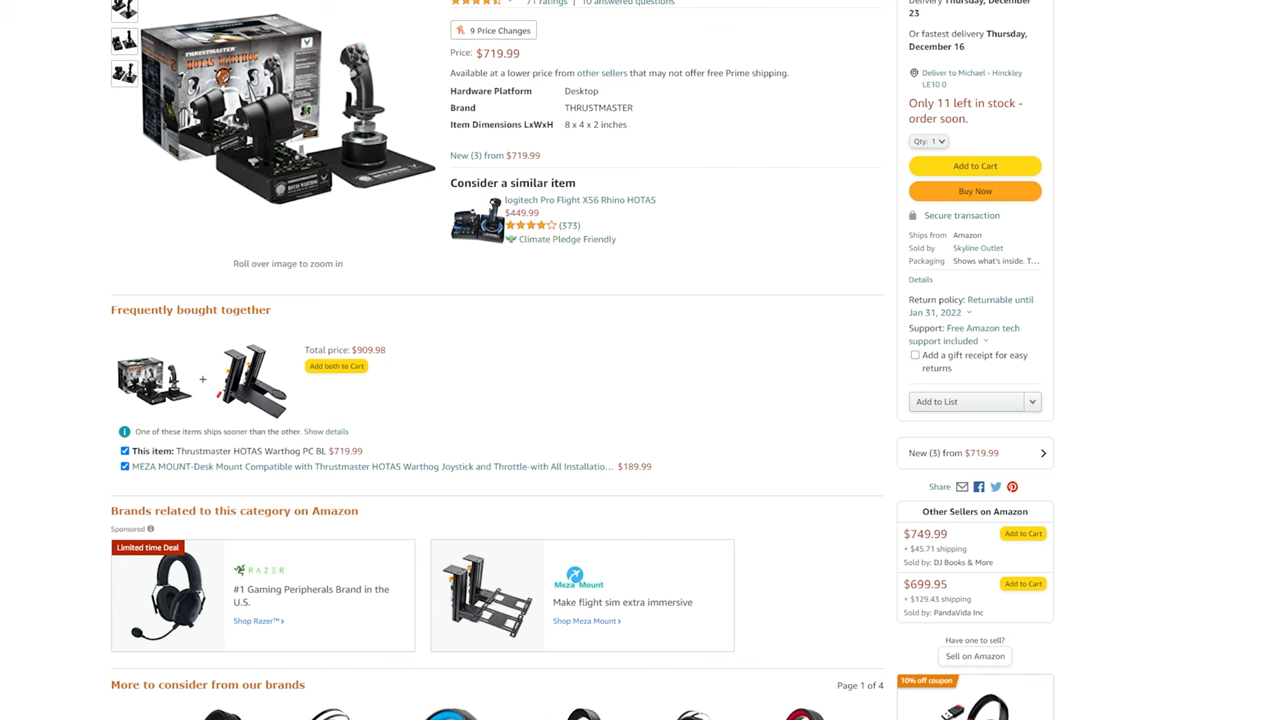 71 ratings | 10 answered questions
9 Price Changes
Price: $719.99
Available at a lower price from other sellers that may not offer free Prime shipping.
Hardware Platform Desktop
Brand THRUSTMASTER
Item Dimensions LxWxH 8 x 4 x 2 inches
New (3) from $719.99
Consider a similar item
logitech Pro Flight X56 Rhino HOTAS
$449.99
(373)
Climate Pledge Friendly
THRUSTMASTER
HOTAS WARTHOG
Roll over image to zoom in
Frequently bought together
Total price: $909.98
Add both to Cart
+
One of these items ships sooner than the other. Show details
This item: Thrustmaster HOTAS Warthog PC BL $719.99
MEZA MOUNT-Desk Mount Compatible with Thrustmaster HOTAS Warthog Joystick and Throttle-with All Installatio... $189.99
Brands related to this category on Amazon
Sponsored
Limited time Deal
RAZER
#1 Gaming Peripherals Brand in the
U.S.
Shop Razer™ ›
Meza Mount
Make flight sim extra immersive
Shop Meza Mount ›
More to consider from our brands
Page 1 of 4
Delivery Thursday, December
23
Or fastest delivery Thursday,
December 16
Deliver to Michael - Hinckley
LE10 0
Only 11 left in stock -
order soon.
Qty: 1
Add to Cart
Buy Now
Secure transaction
Ships from Amazon
Sold by Skyline Outlet
Packaging Shows what's inside. T...
Details
Return policy: Returnable until
Jan 31, 2022
Support: Free Amazon tech
support included
Add a gift receipt for easy
returns
Add to List
New (3) from $719.99
Share
Other Sellers on Amazon
$749.99
Add to Cart
+ $45.71 shipping
Sold by: DJ Books & More
$699.95
Add to Cart
+ $129.43 shipping
Sold by: PandaVida Inc
Have one to sell?
Sell on Amazon
10% off coupon